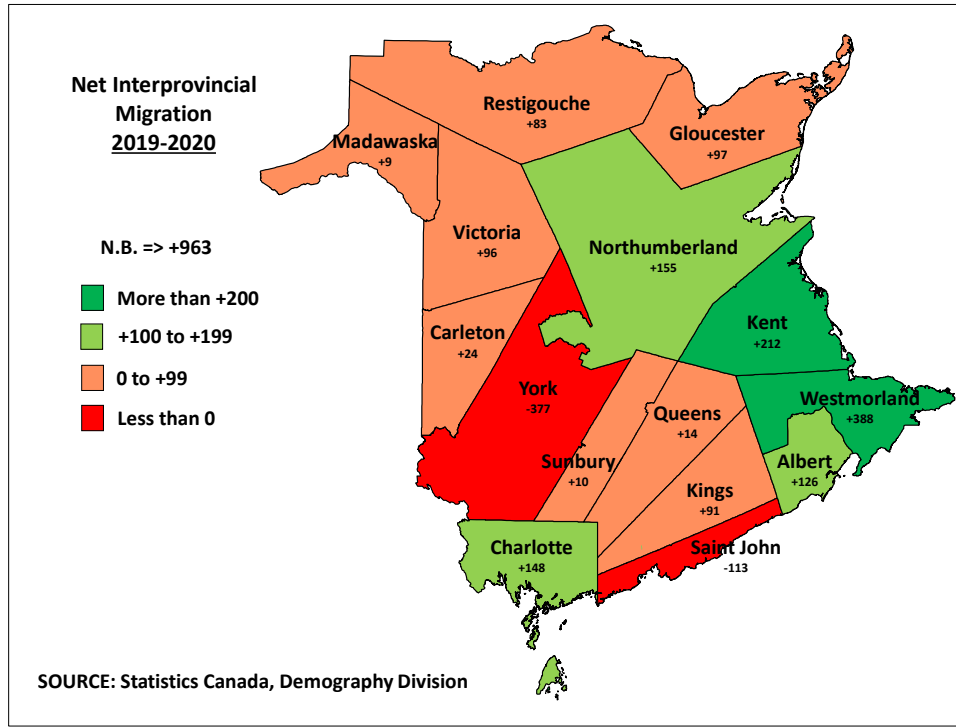 Net Interprovincial
Migration
2019-2020
N.B. => +963
More than +200
+100 to +199
0 to +99
Less than 0
Restigouche
+83
Gloucester
+97
Madawaska
+9
Victoria
+96
Northumberland
+155
Carleton
+24
Kent
+212
York
-377
Westmorland
+388
Queens
+14
Sunbury
+10
Albert
+126
Kings
+91
Charlotte
+148
Saint John
-113
SOURCE: Statistics Canada, Demography Division